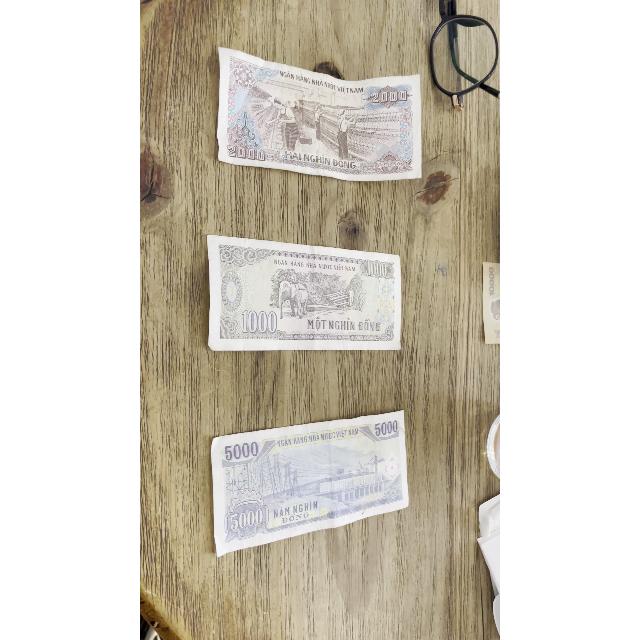 NGÂN HÀNG NHÀ NƯỚC VIỆT NAM
2000
2000
HAI NGHÌN ĐỒNG
NGÂN HÀNG NHÀ NƯỚC VIỆT NAM
1000
1000
MỘT NGHÌN ĐỒNG
5000
NGÂN HÀNG NHÀ NƯỚC VIỆT NAM
5000
5000
NĂM NGHÌN
ĐỒNG